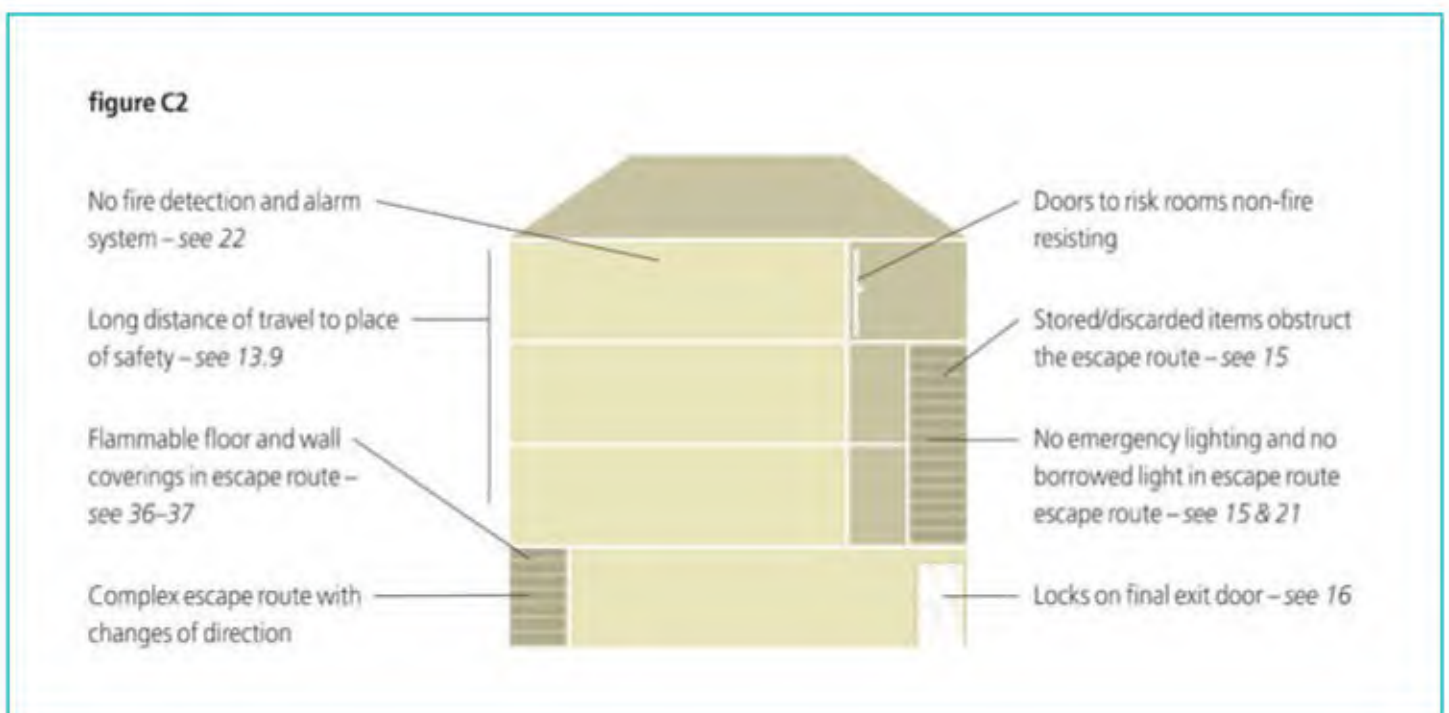 figure C2
No fire detection and alarm
system – see 22
Long distance of travel to place
of safety – see 13.9
Flammable floor and wall
coverings in escape route –
see 36–37
Complex escape route with
changes of direction
Doors to risk rooms non-fire
resisting
Stored/discarded items obstruct
the escape route – see 15
No emergency lighting and no
borrowed light in escape route
escape route – see 15 & 21
Locks on final exit door – see 16